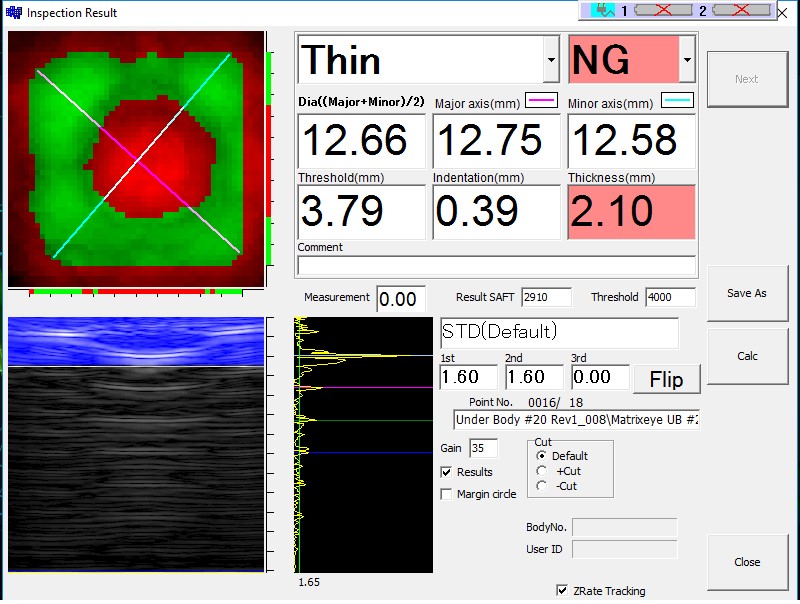 Inspection Result
1 2
Thin NG
Next
Dia((Major+Minor)/2) Major axis(mm) Minor axis(mm)
12.66 12.75 12.58
Threshold(mm) Indentation(mm) Thickness(mm)
3.79 0.39 2.10
Comment
Measurement 0.00 Result SAFT 2910 Threshold 4000
Save As
STD(Default)
1st 2nd 3rd
1.60 1.60 0.00 Flip
Calc
Point No. 0016/ 18
Under Body #20 Rev1_008\Matrixeye UB #2
Gain 35
Cut
Default
Results
+Cut
-Cut
Margin circle
BodyNo.
User ID
Close
1.65
ZRate Tracking